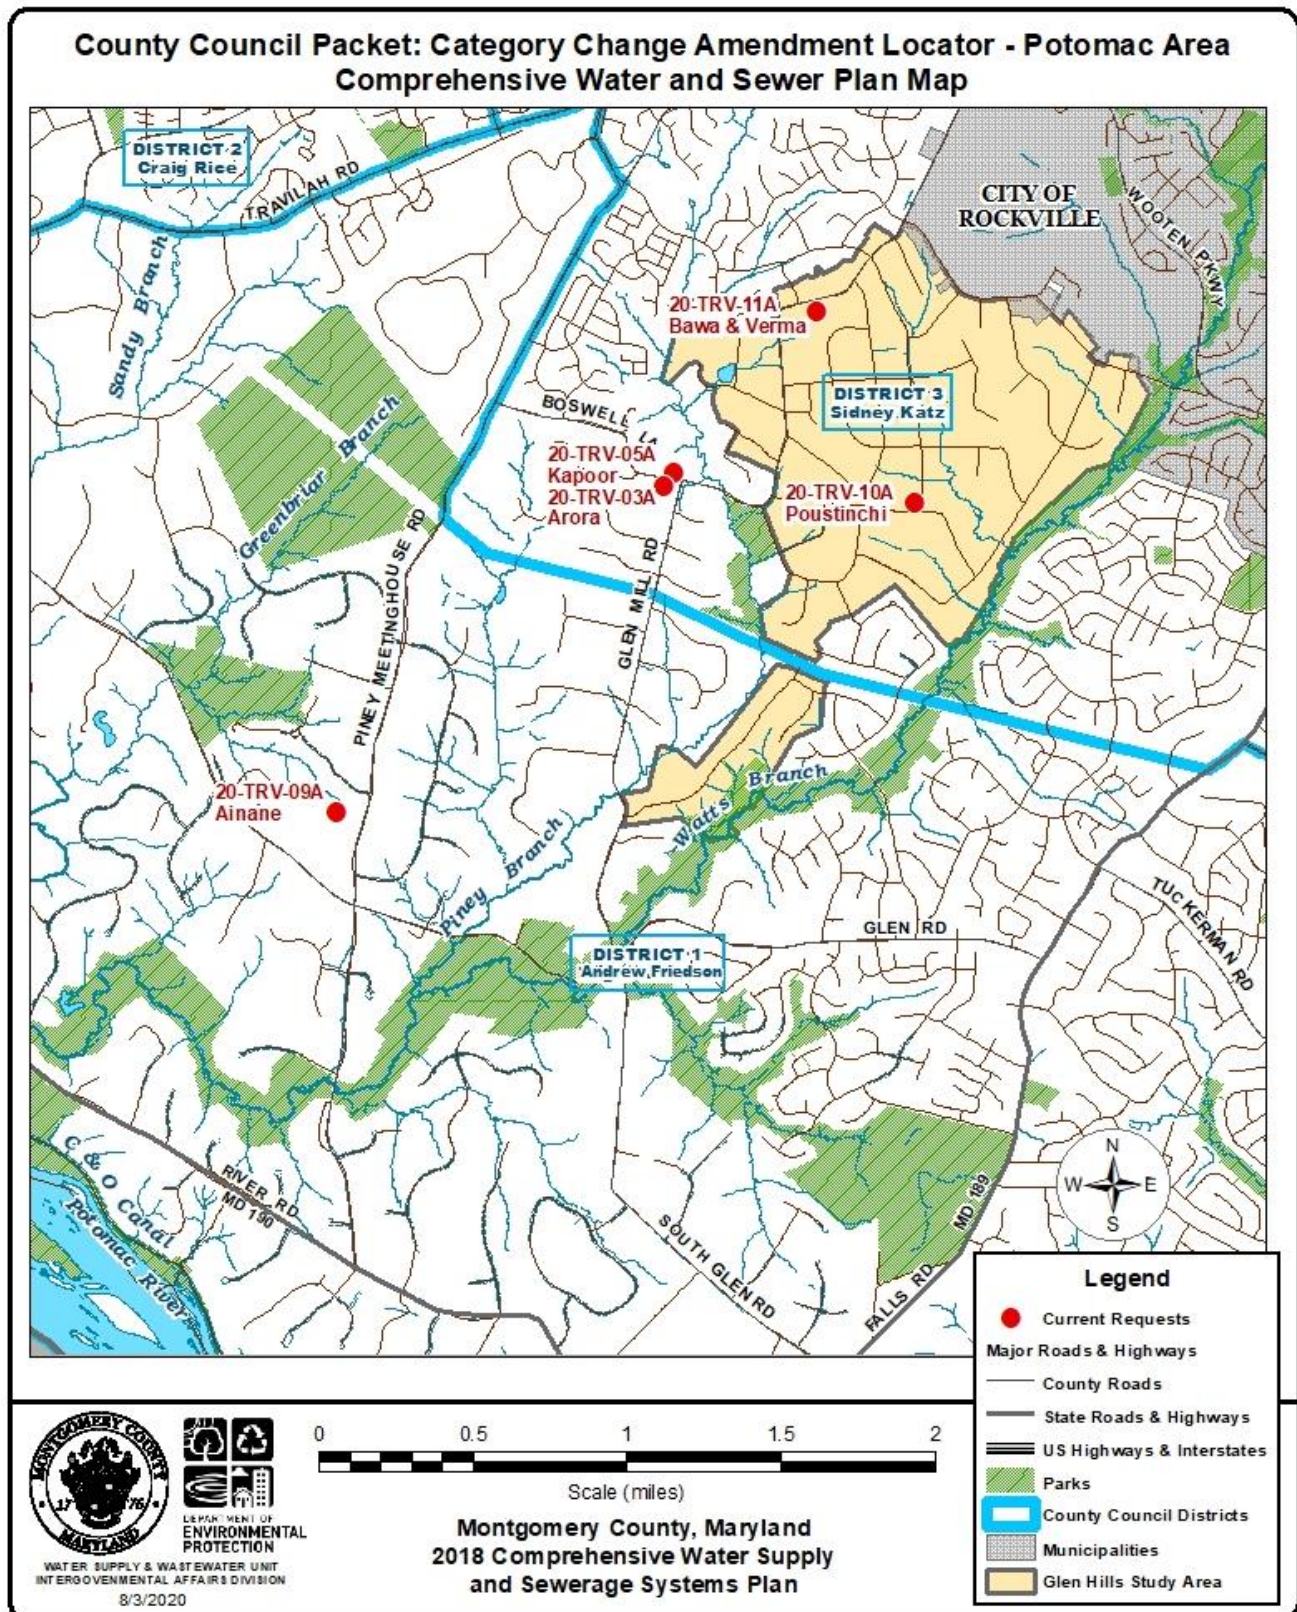 County Council Packet: Category Change Amendment Locator - Potomac Area
Comprehensive Water and Sewer Plan Map
DISTRICT 2
Craig Rice
TRAVILAH RD
CITY OF
ROCKVILLE
WOOTEN PKWY
Sandy Branch
20-TRV-11A
Bawa & Verma
DISTRICT 3
Sidney Katz
BOSWELL LA
Greenbriar Branch
20-TRV-05A
Kapoor
20-TRV-03A
Arora
20-TRV-10A
Poustinchi
PINEY MEETINGHOUSE RD
GLEN MILL RD
20-TRV-09A
Ainane
Watts Branch
Piney Branch
TUCKERMAN RD
GLEN RD
DISTRICT 1
Andrew Friedson
C & O Canal
Potomac River
RIVER RD
MD 190
SOUTH GLEN RD
FALLS RD
MD 189
N
W E
S
Legend
Current Requests
Major Roads & Highways
County Roads
State Roads & Highways
US Highways & Interstates
Parks
County Council Districts
Municipalities
Glen Hills Study Area
MONTGOMERY COUNTY
17 76
MARYLAND
DEPARTMENT OF
ENVIRONMENTAL
PROTECTION
WATER SUPPLY & WASTEWATER UNIT
INTERGOVENMENTAL AFFAIRS DIVISION
8/3/2020
0 0.5 1 1.5 2
Scale (miles)
Montgomery County, Maryland
2018 Comprehensive Water Supply
and Sewerage Systems Plan